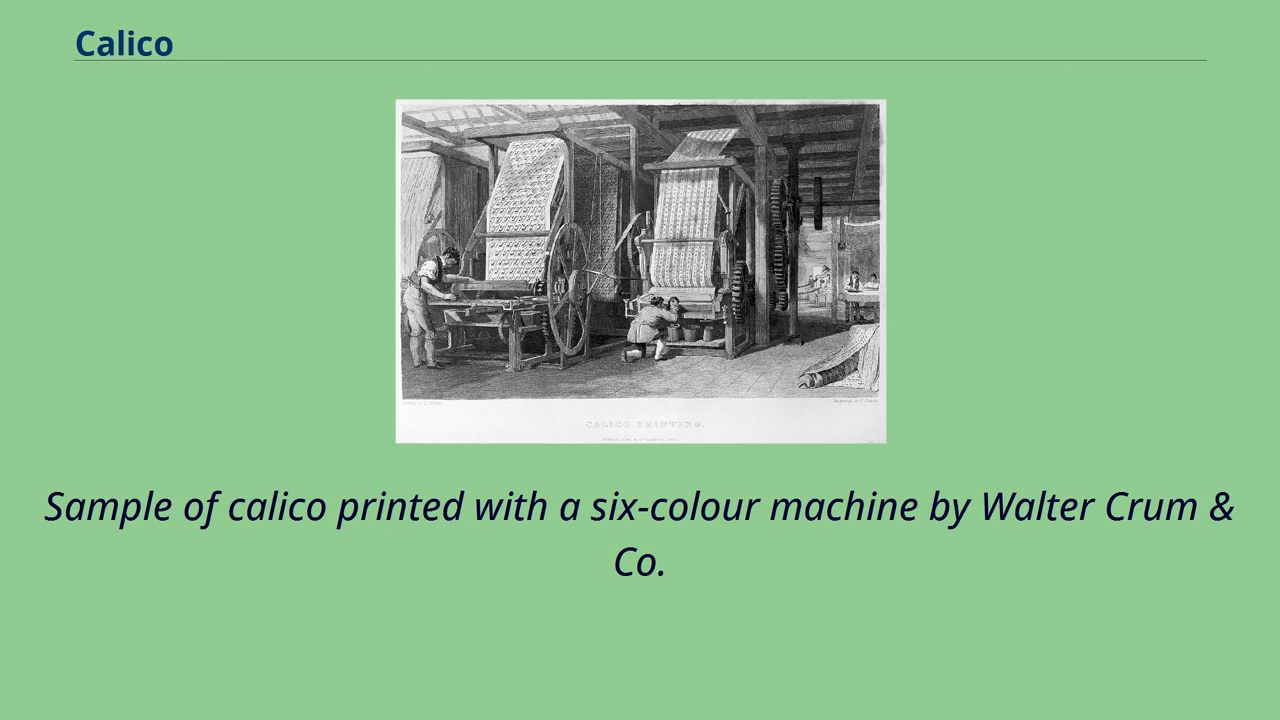 Calico
CALICO PRINTING.
Sample of calico printed with a six-colour machine by Walter Crum &
Co.